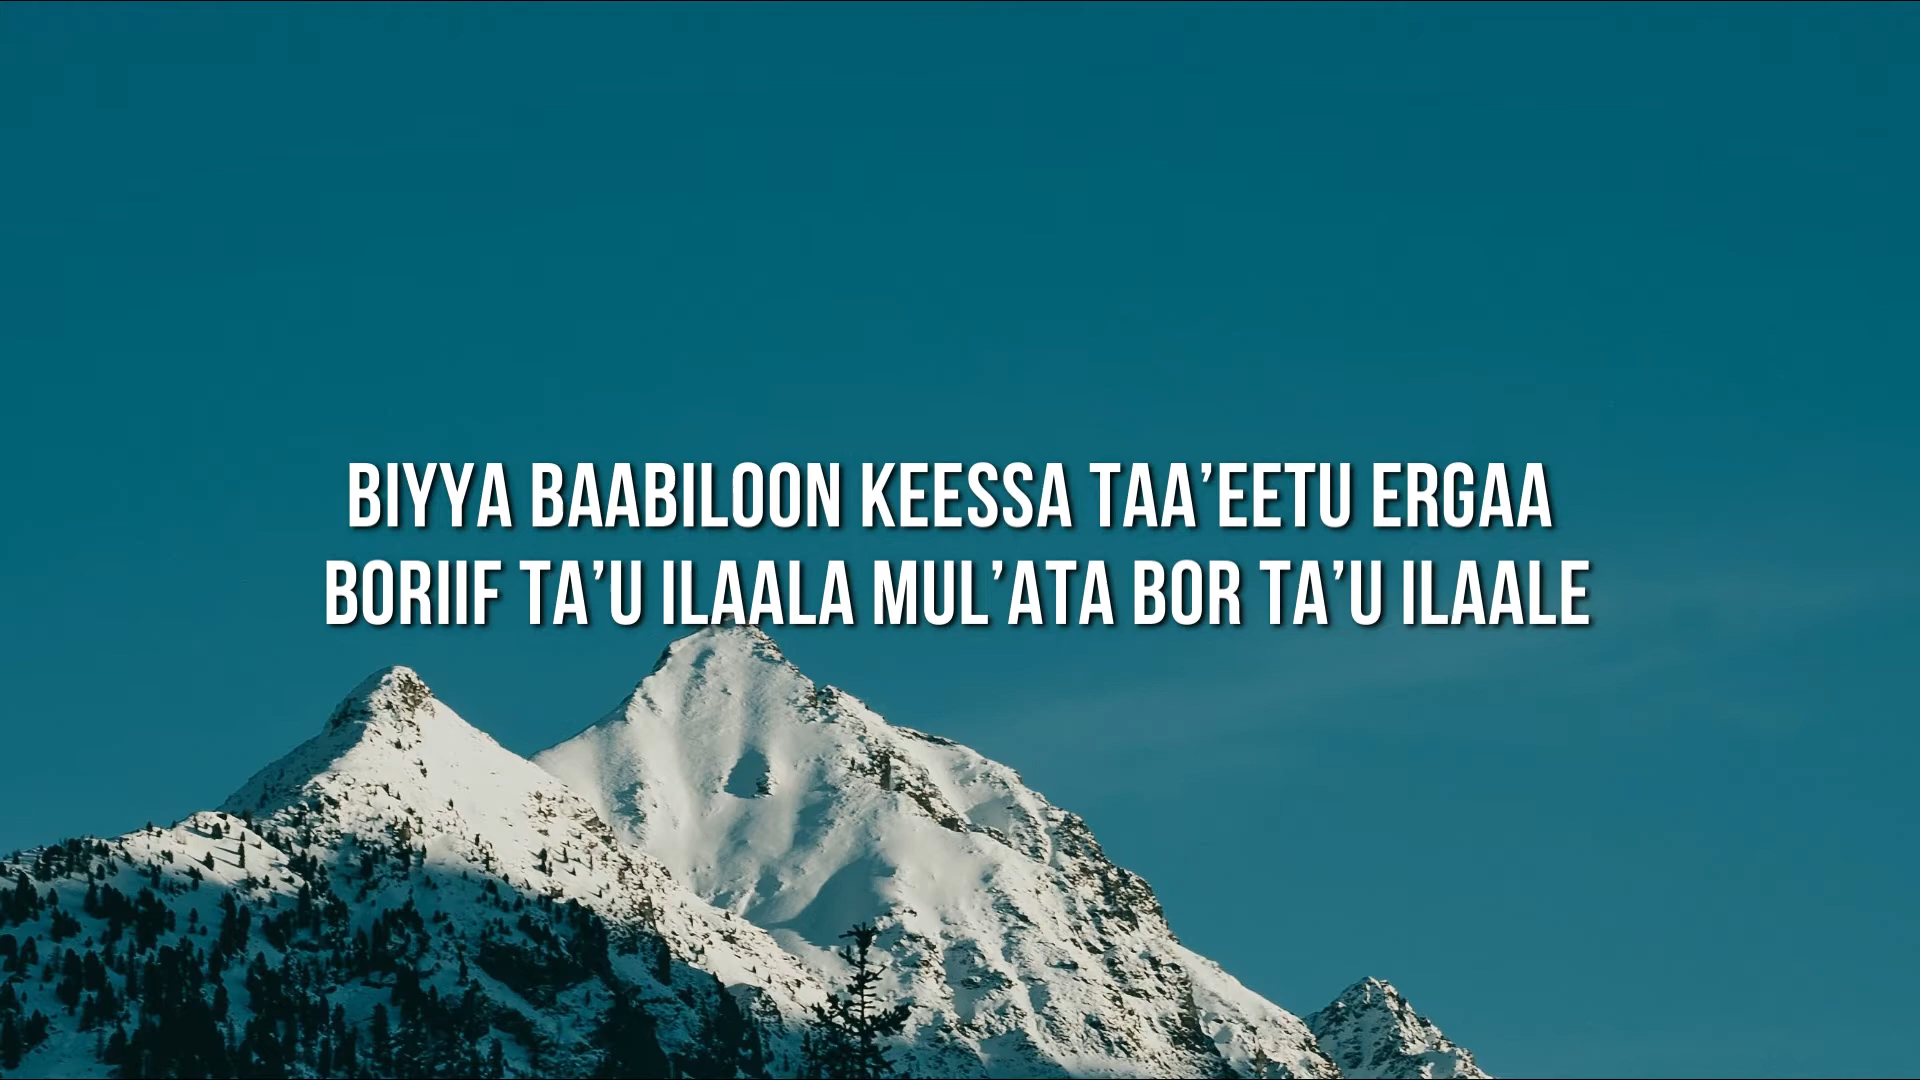 BIYYA BAABILOON KEESSA TAA’EETU ERGAA
BORIIF TA’U ILAALA MUL’ATA BOR TA’U ILAALE